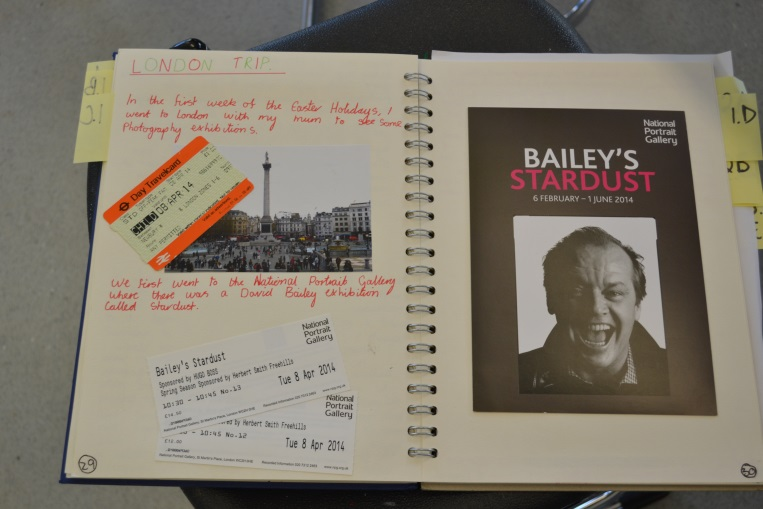 LONDON TRIP.
In the first week of the Easter Holidays, I
went to London with my mum to see some
Photography exhibitions.
Day Travelcard
08 APR 14
We first went to the National Portrait Gallery
where there was a David Bailey exhibition
called Stardust.
National
Portrait
Gallery
Bailey's Stardust
Sponsored by HUGO BOSS
Spring Season Sponsored by Herbert Smith Freehills
Tue 8 Apr 2014
10:30 - 10:45 No.13
National
Portrait
Gallery
by Herbert Smith Freehills
10:45 No.12
Tue 8 Apr 2014
29
National
Portrait
Gallery
BAILEY'S
STARDUST
6 FEBRUARY – 1 JUNE 2014
30
1.D